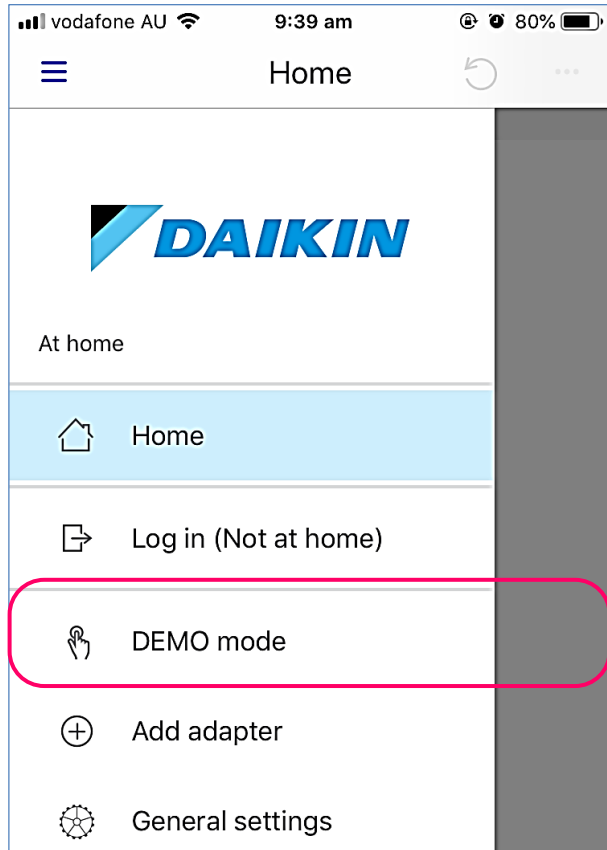 vodafone AU 9:39 am 80%
Home
DAIKIN
At home
Home
Log in (Not at home)
DEMO mode
Add adapter
General settings